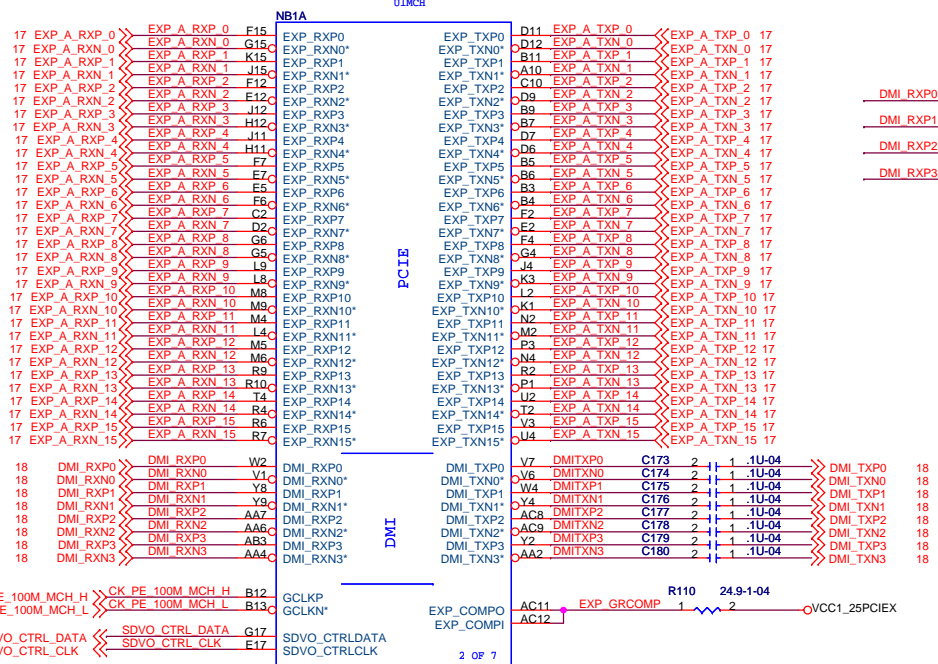 U1MCH
NB1A
17 EXP_A_RXP_0 EXP_A_RXP_0 F15 EXP_RXP0 EXP_TXP0 D11 EXP_A_TXP_0 EXP_A_TXP_0 17
17 EXP_A_RXN_0 EXP_A_RXN_0 G15 EXP_RXN0* EXP_TXN0* D12 EXP_A_TXN_0 EXP_A_TXN_0 17
17 EXP_A_RXP_1 EXP_A_RXP_1 K15 EXP_RXP1 EXP_TXP1 B11 EXP_A_TXP_1 EXP_A_TXP_1 17
17 EXP_A_RXN_1 EXP_A_RXN_1 J15 EXP_RXN1* EXP_TXN1* A10 EXP_A_TXN_1 EXP_A_TXN_1 17
17 EXP_A_RXP_2 EXP_A_RXP_2 F12 EXP_RXP2 EXP_TXP2 C10 EXP_A_TXP_2 EXP_A_TXP_2 17
17 EXP_A_RXN_2 EXP_A_RXN_2 E12 EXP_RXN2* EXP_TXN2* D9 EXP_A_TXN_2 EXP_A_TXN_2 17 DMI_RXP0
17 EXP_A_RXP_3 EXP_A_RXP_3 J12 EXP_RXP3 EXP_TXP3 B9 EXP_A_TXP_3 EXP_A_TXP_3 17
17 EXP_A_RXN_3 EXP_A_RXN_3 H12 EXP_RXN3* EXP_TXN3* B7 EXP_A_TXN_3 EXP_A_TXN_3 17 DMI_RXP1
17 EXP_A_RXP_4 EXP_A_RXP_4 J11 EXP_RXP4 EXP_TXP4 D7 EXP_A_TXP_4 EXP_A_TXP_4 17
17 EXP_A_RXN_4 EXP_A_RXN_4 H11 EXP_RXN4* EXP_TXN4* D6 EXP_A_TXN_4 EXP_A_TXN_4 17 DMI_RXP2
17 EXP_A_RXP_5 EXP_A_RXP_5 F7 EXP_RXP5 EXP_TXP5 B5 EXP_A_TXP_5 EXP_A_TXP_5 17
17 EXP_A_RXN_5 EXP_A_RXN_5 E7 EXP_RXN5* EXP_TXN5* B6 EXP_A_TXN_5 EXP_A_TXN_5 17 DMI_RXP3
17 EXP_A_RXP_6 EXP_A_RXP_6 E5 EXP_RXP6 EXP_TXP6 B3 EXP_A_TXP_6 EXP_A_TXP_6 17
17 EXP_A_RXN_6 EXP_A_RXN_6 F6 EXP_RXN6* EXP_TXN6* B4 EXP_A_TXN_6 EXP_A_TXN_6 17
17 EXP_A_RXP_7 EXP_A_RXP_7 C2 EXP_RXP7 EXP_TXP7 F2 EXP_A_TXP_7 EXP_A_TXP_7 17
17 EXP_A_RXN_7 EXP_A_RXN_7 D2 EXP_RXN7* EXP_TXN7* E2 EXP_A_TXN_7 EXP_A_TXN_7 17
17 EXP_A_RXP_8 EXP_A_RXP_8 G6 EXP_RXP8 EXP_TXP8 F4 EXP_A_TXP_8 EXP_A_TXP_8 17
17 EXP_A_RXN_8 EXP_A_RXN_8 G5 EXP_RXN8* EXP_TXN8* G4 EXP_A_TXN_8 EXP_A_TXN_8 17
PCIE
17 EXP_A_RXP_9 EXP_A_RXP_9 L9 EXP_RXP9 EXP_TXP9 J4 EXP_A_TXP_9 EXP_A_TXP_9 17
17 EXP_A_RXN_9 EXP_A_RXN_9 L8 EXP_RXN9* EXP_TXN9* K3 EXP_A_TXN_9 EXP_A_TXN_9 17
17 EXP_A_RXP_10 EXP_A_RXP_10 M8 EXP_RXP10 EXP_TXP10 L2 EXP_A_TXP_10 EXP_A_TXP_10 17
17 EXP_A_RXN_10 EXP_A_RXN_10 M9 EXP_RXN10* EXP_TXN10* K1 EXP_A_TXN_10 EXP_A_TXN_10 17
17 EXP_A_RXP_11 EXP_A_RXP_11 M4 EXP_RXP11 EXP_TXP11 N2 EXP_A_TXP_11 EXP_A_TXP_11 17
17 EXP_A_RXN_11 EXP_A_RXN_11 L4 EXP_RXN11* EXP_TXN11* M2 EXP_A_TXN_11 EXP_A_TXN_11 17
17 EXP_A_RXP_12 EXP_A_RXP_12 M5 EXP_RXP12 EXP_TXP12 P3 EXP_A_TXP_12 EXP_A_TXP_12 17
17 EXP_A_RXN_12 EXP_A_RXN_12 M6 EXP_RXN12* EXP_TXN12* N4 EXP_A_TXN_12 EXP_A_TXN_12 17
17 EXP_A_RXP_13 EXP_A_RXP_13 R9 EXP_RXP13 EXP_TXP13 R2 EXP_A_TXP_13 EXP_A_TXP_13 17
17 EXP_A_RXN_13 EXP_A_RXN_13 R10 EXP_RXN13* EXP_TXN13* P1 EXP_A_TXN_13 EXP_A_TXN_13 17
17 EXP_A_RXP_14 EXP_A_RXP_14 T4 EXP_RXP14 EXP_TXP14 U2 EXP_A_TXP_14 EXP_A_TXP_14 17
17 EXP_A_RXN_14 EXP_A_RXN_14 R4 EXP_RXN14* EXP_TXN14* T2 EXP_A_TXN_14 EXP_A_TXN_14 17
17 EXP_A_RXP_15 EXP_A_RXP_15 R6 EXP_RXP15 EXP_TXP15 V3 EXP_A_TXP_15 EXP_A_TXP_15 17
17 EXP_A_RXN_15 EXP_A_RXN_15 R7 EXP_RXN15* EXP_TXN15* U4 EXP_A_TXN_15 EXP_A_TXN_15 17
18 DMI_RXP0 DMI_RXP0 W2 DMI_RXP0 DMI_TXP0 V7 DMITXP0 C173 2 1 .1U-04 DMI_TXP0 18
18 DMI_RXN0 DMI_RXN0 V1 DMI_RXN0* DMI_TXN0* V6 DMITXN0 C174 2 1 .1U-04 DMI_TXN0 18
18 DMI_RXP1 DMI_RXP1 Y8 DMI_RXP1 DMI_TXP1 W4 DMITXP1 C175 2 1 .1U-04 DMI_TXP1 18
18 DMI_RXN1 DMI_RXN1 Y9 DMI_RXN1* DMI_TXN1* Y4 DMITXN1 C176 2 1 .1U-04 DMI_TXN1 18
18 DMI_RXP2 DMI_RXP2 AA7 DMI_RXP2 DMI_TXP2 AC8 DMITXP2 C177 2 1 .1U-04 DMI_TXP2 18
18 DMI_RXN2 DMI_RXN2 AA6 DMI_RXN2* DMI_TXN2* AC9 DMITXN2 C178 2 1 .1U-04 DMI_TXN2 18
DMI
18 DMI_RXP3 DMI_RXP3 AB3 DMI_RXP3 DMI_TXP3 Y2 DMITXP3 C179 2 1 .1U-04 DMI_TXP3 18
18 DMI_RXN3 DMI_RXN3 AA4 DMI_RXN3* DMI_TXN3* AA2 DMITXN3 C180 2 1 .1U-04 DMI_TXN3 18
E_100M_MCH_H CK_PE_100M_MCH_H B12 GCLKP
R110 24.9-1-04
PE_100M_MCH_L CK_PE_100M_MCH_L B13 GCLKN* EXP_COMPO AC11 EXP_GRCOMP 1 2 VCC1_25PCIEX
EXP_COMPI AC12
VO_CTRL_DATA SDVO_CTRL_DATA G17 SDVO_CTRLDATA
VO_CTRL_CLK SDVO_CTRL_CLK E17 SDVO_CTRLCLK
2 OF 7